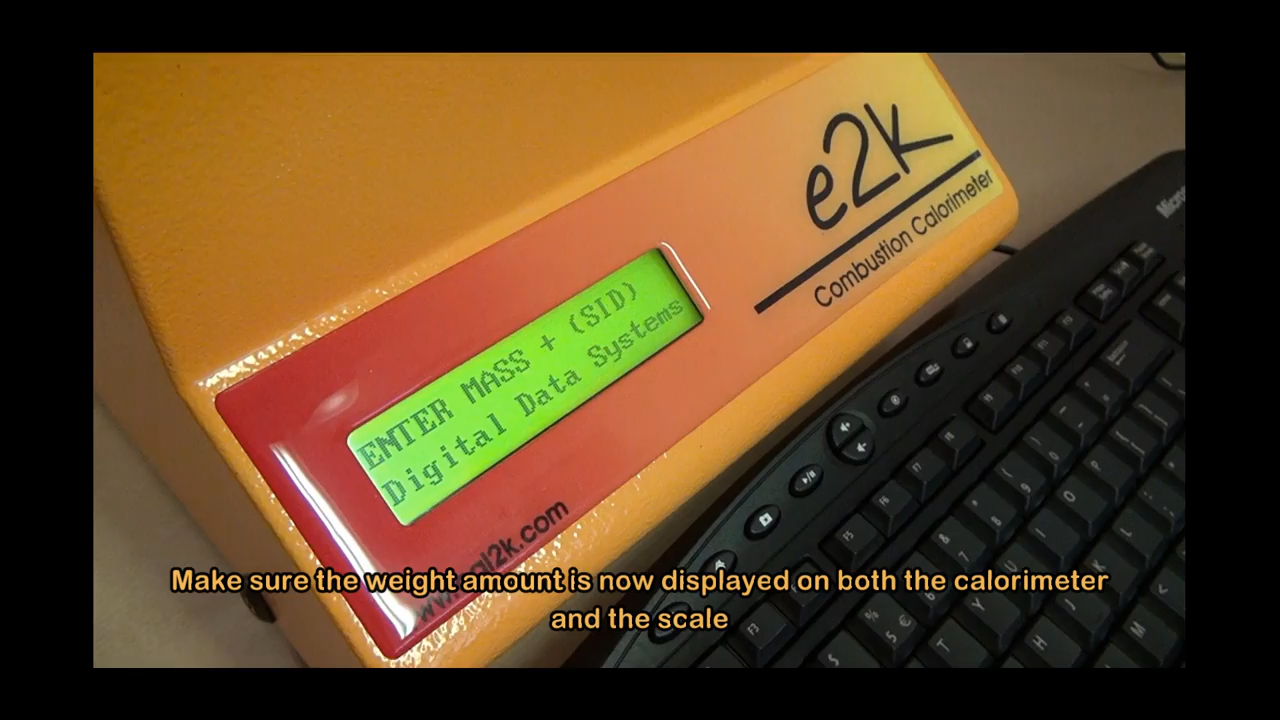 e2k
Combustion Calorimeter
ENTER MASS + (SID)
Digital Data Systems
Make sure the weight amount is now displayed on both the calorimeter
and the scale